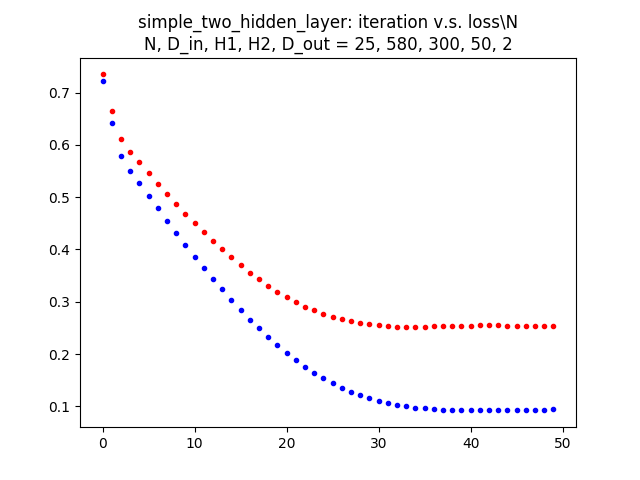 simple_two_hidden_layer: iteration v.s. loss\N
N, D_in, H1, H2, D_out = 25, 580, 300, 50, 2
0.7
0.6
0.5
0.4
0.3
0.2
0.1
0 10 20 30 40 50